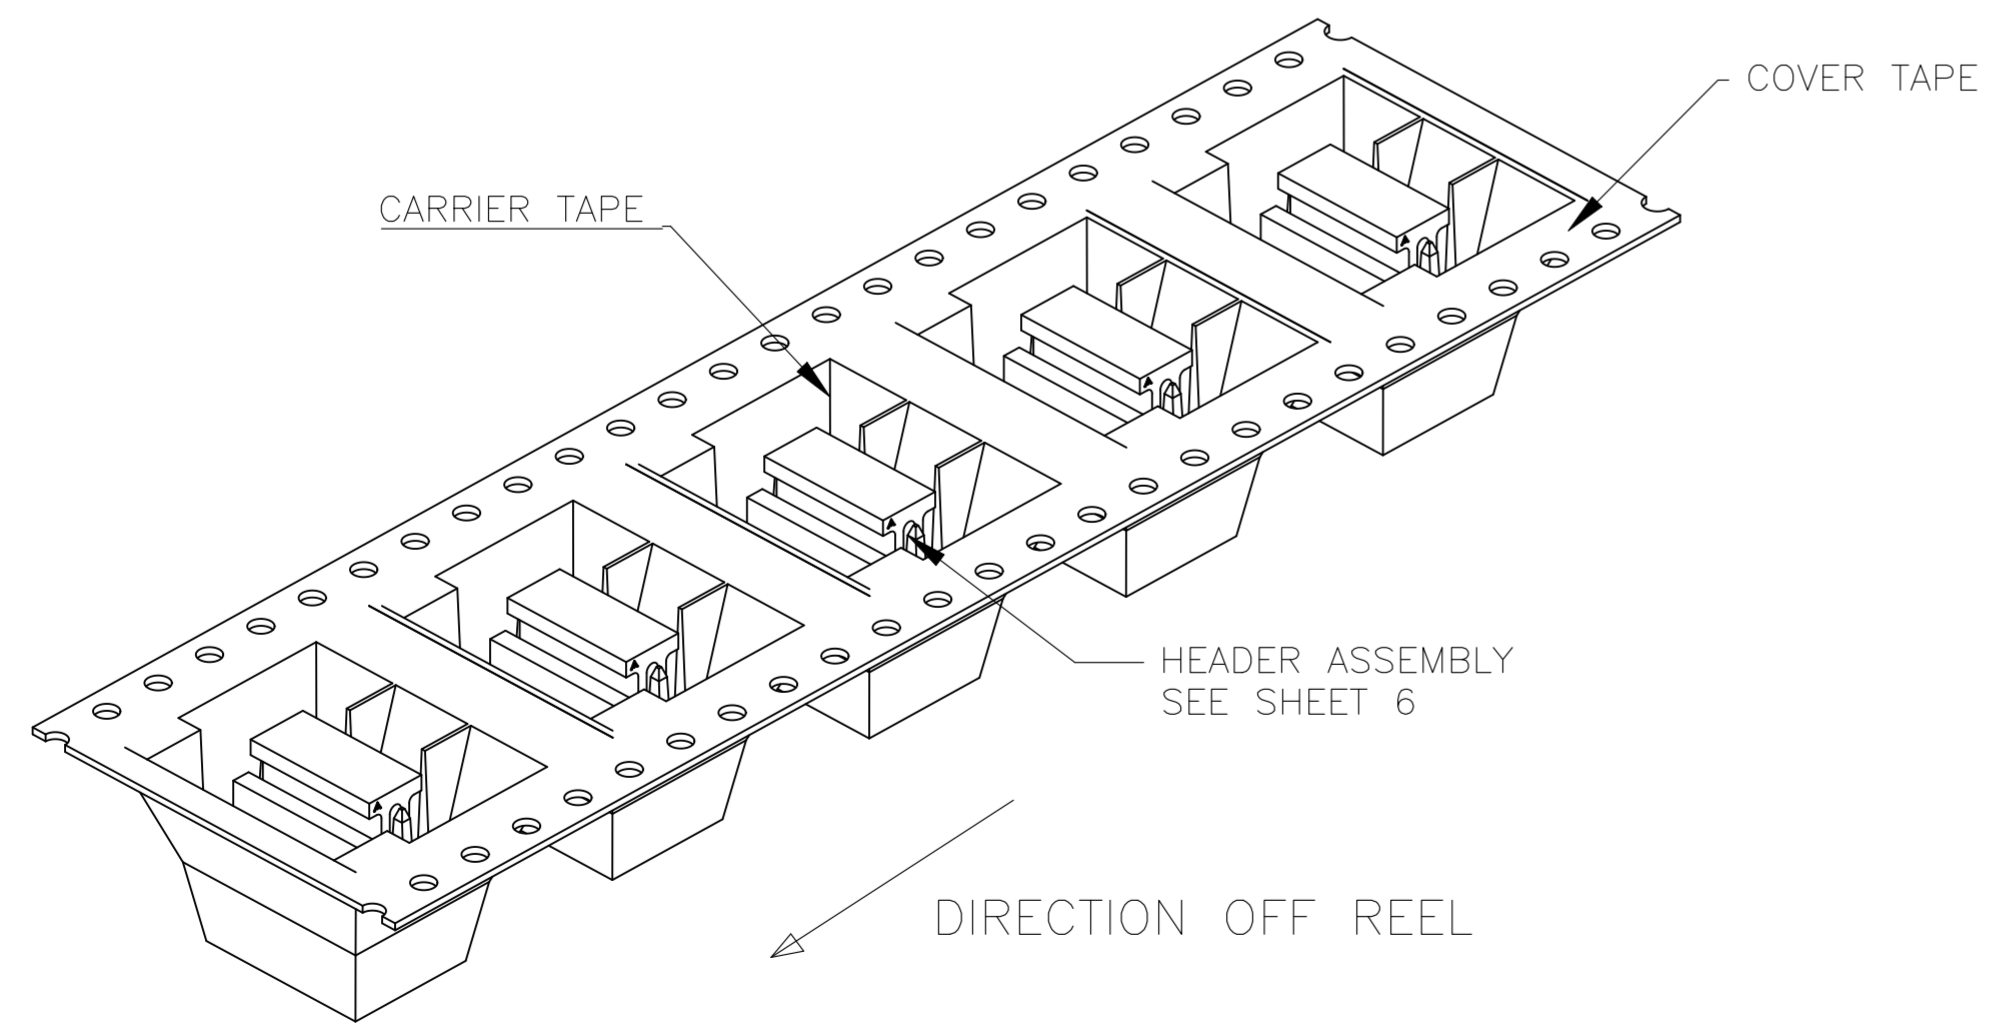 COVER TAPE
CARRIER TAPE
HEADER ASSEMBLY
SEE SHEET 6
DIRECTION OFF REEL